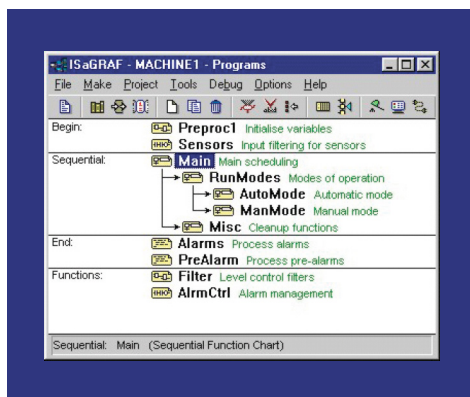 ISaGRAF - MACHINE1 - Programs
File Make Project Tools Debug Options Help
Begin: Preproc1 Initialise variables
Sensors Input filtering for sensors
Sequential: Main Main scheduling
RunModes Modes of operation
AutoMode Automatic mode
ManMode Manual mode
Misc Cleanup functions
End: Alarms Process alarms
PreAlarm Process pre-alarms
Functions: Filter Level control filters
AlrmCtrl Alarm management
Sequential: Main (Sequential Function Chart)